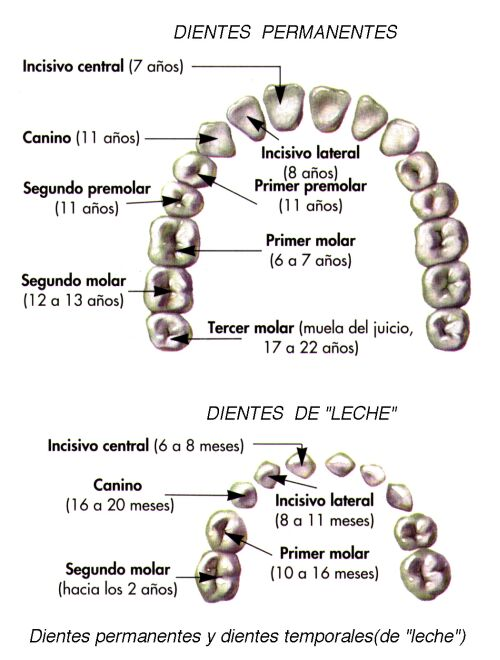 DIENTES PERMANENTES
Incisivo central (7 años)
Canino (11 años)
Incisivo lateral
(8 años)
Segundo premolar
(11 años)
Primer premolar
(11 años)
Primer molar
(6 a 7 años)
Segundo molar
(12 a 13 años)
Tercer molar (muela del juicio,
17 a 22 años)
DIENTES DE "LECHE"
Incisivo central (6 a 8 meses)
Canino
(16 a 20 meses)
Incisivo lateral
(8 a 11 meses)
Primer molar
(10 a 16 meses)
Segundo molar
(hacia los 2 años)
Dientes permanentes y dientes temporales(de "leche")